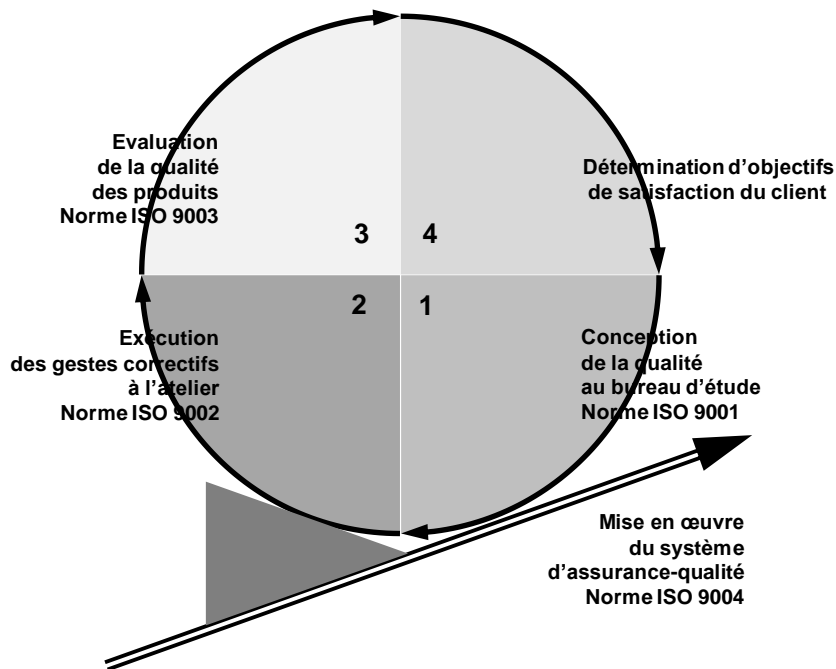 Evaluation
de la qualité
des produits
Norme ISO 9003
Détermination d’objectifs
de satisfaction du client
3
4
2
1
Exécution
des gestes correctifs
à l’atelier
Norme ISO 9002
Conception
de la qualité
au bureau d’étude
Norme ISO 9001
Mise en œuvre
du système
d’assurance-qualité
Norme ISO 9004